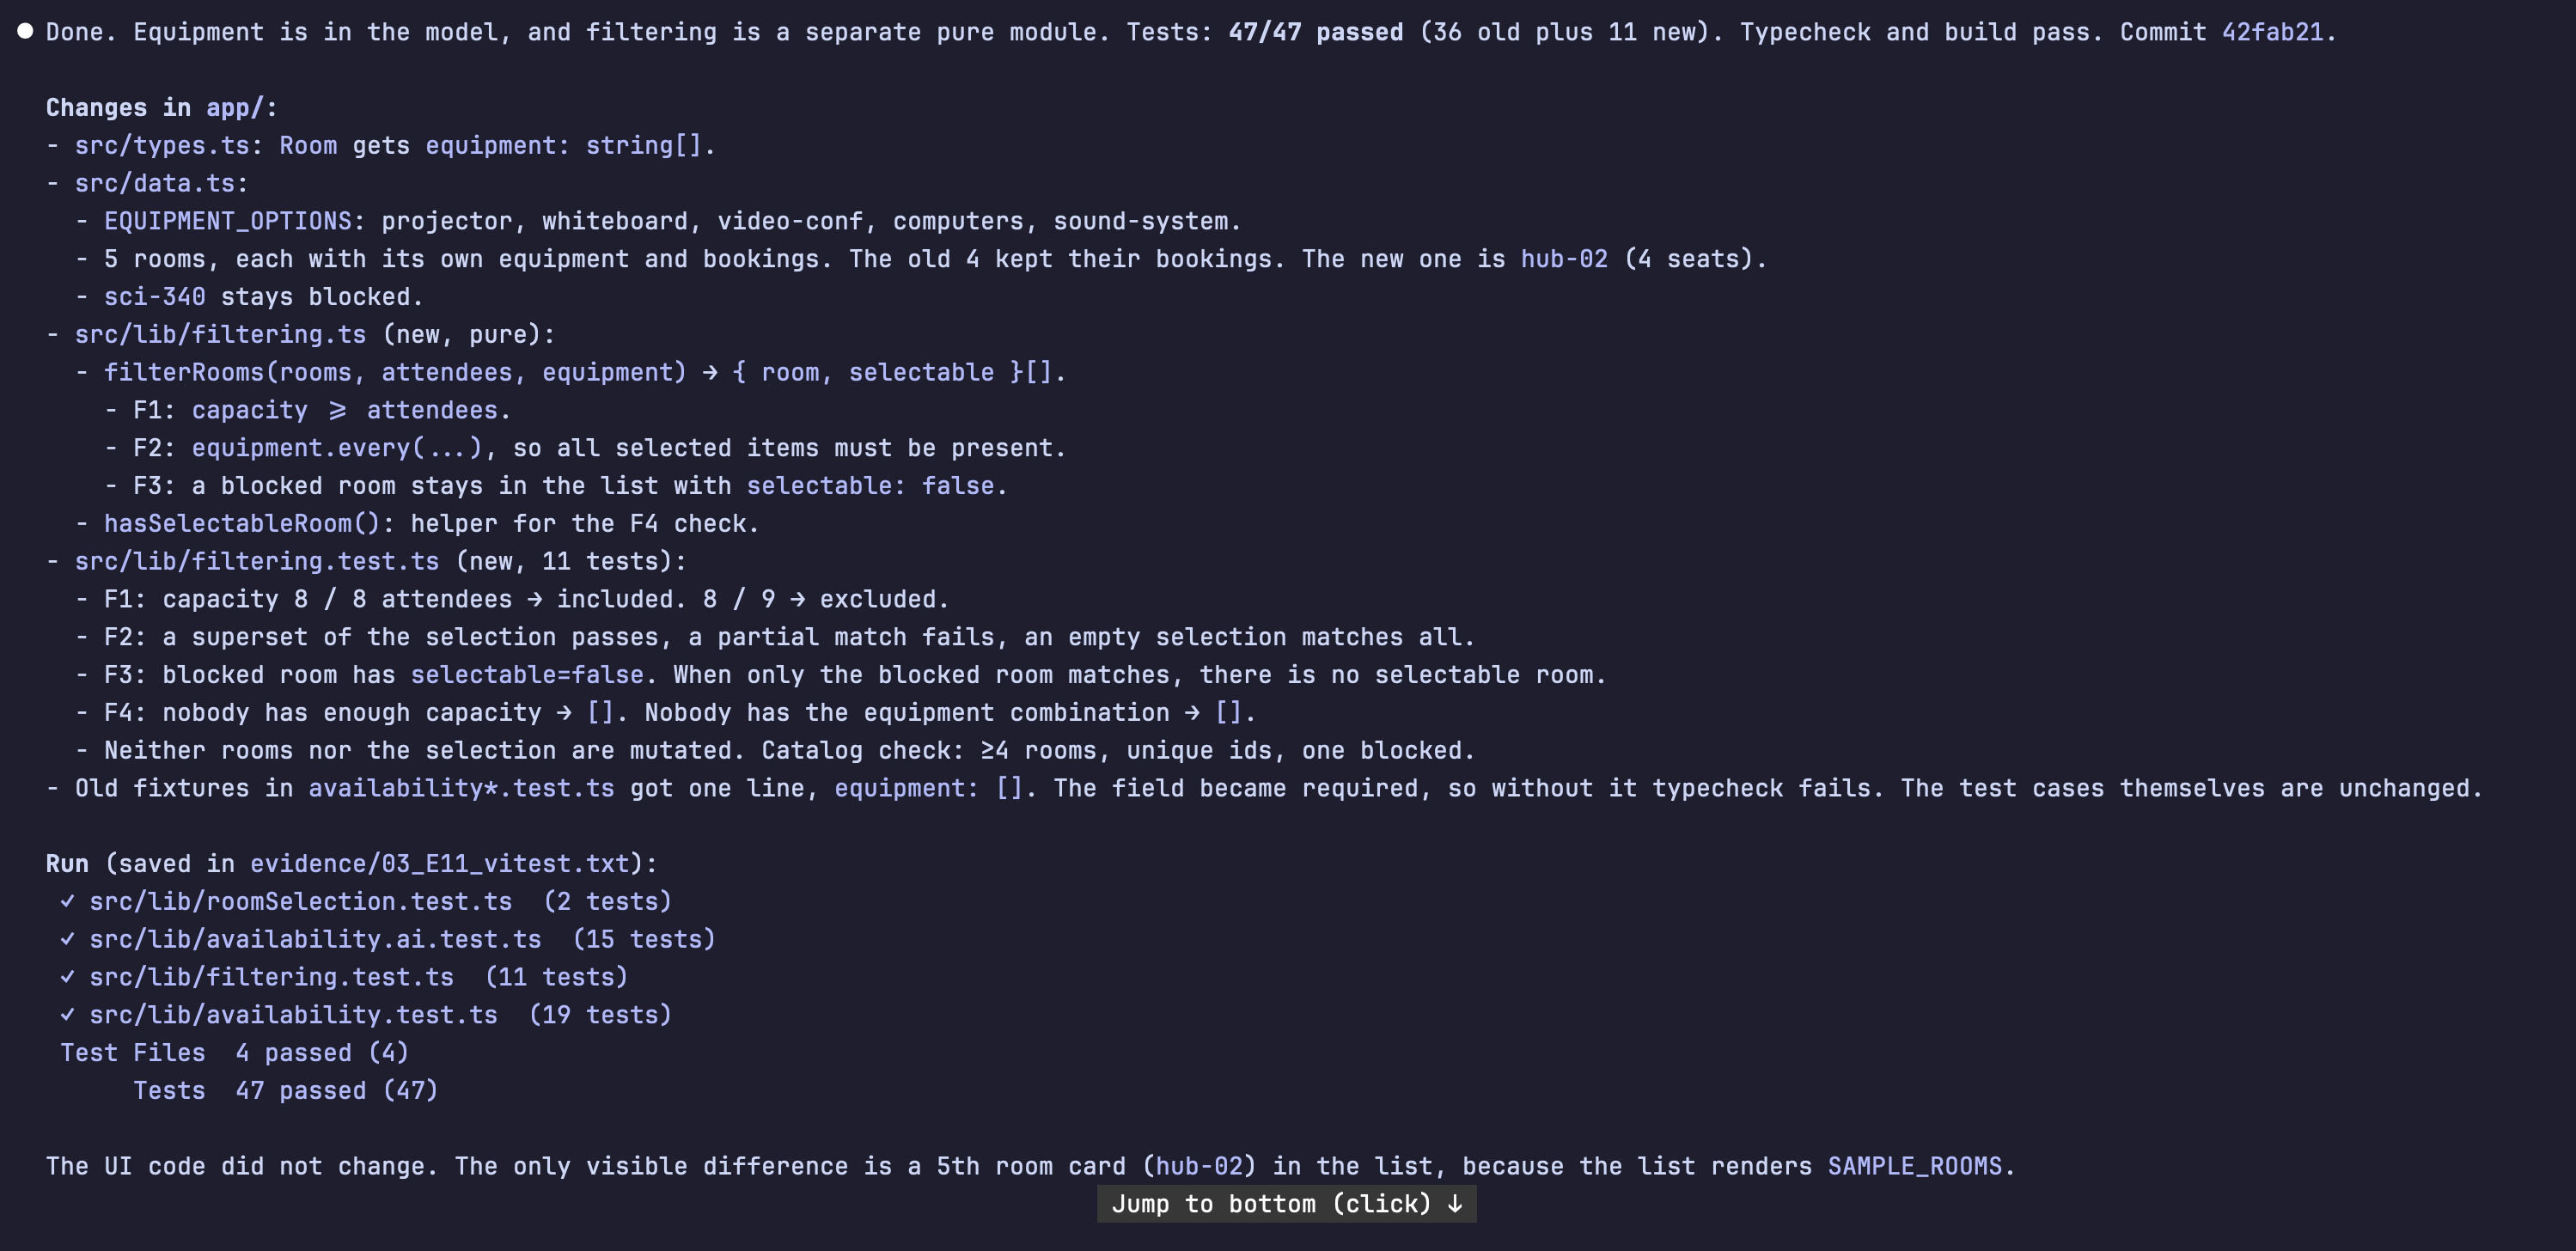 ● Done. Equipment is in the model, and filtering is a separate pure module. Tests: 47/47 passed (36 old plus 11 new). Typecheck and build pass. Commit 42fab21.
Changes in app/:
- src/types.ts: Room gets equipment: string[].
- src/data.ts:
- EQUIPMENT_OPTIONS: projector, whiteboard, video-conf, computers, sound-system.
- 5 rooms, each with its own equipment and bookings. The old 4 kept their bookings. The new one is hub-02 (4 seats).
- sci-340 stays blocked.
- src/lib/filtering.ts (new, pure):
- filterRooms(rooms, attendees, equipment) → { room, selectable }[].
- F1: capacity ⩾ attendees.
- F2: equipment.every(...), so all selected items must be present.
- F3: a blocked room stays in the list with selectable: false.
- hasSelectableRoom(): helper for the F4 check.
- src/lib/filtering.test.ts (new, 11 tests):
- F1: capacity 8 / 8 attendees → included. 8 / 9 → excluded.
- F2: a superset of the selection passes, a partial match fails, an empty selection matches all.
- F3: blocked room has selectable=false. When only the blocked room matches, there is no selectable room.
- F4: nobody has enough capacity → []. Nobody has the equipment combination → [].
- Neither rooms nor the selection are mutated. Catalog check: ≥4 rooms, unique ids, one blocked.
- Old fixtures in availability*.test.ts got one line, equipment: []. The field became required, so without it typecheck fails. The test cases themselves are unchanged.
Run (saved in evidence/03_E11_vitest.txt):
✓ src/lib/roomSelection.test.ts (2 tests)
✓ src/lib/availability.ai.test.ts (15 tests)
✓ src/lib/filtering.test.ts (11 tests)
✓ src/lib/availability.test.ts (19 tests)
Test Files 4 passed (4)
Tests 47 passed (47)
The UI code did not change. The only visible difference is a 5th room card (hub-02) in the list, because the list renders SAMPLE_ROOMS.
Jump to bottom (click) ↓